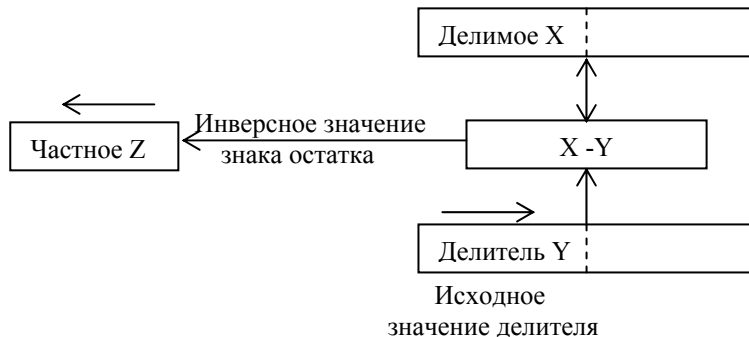 Делимое X
Инверсное значение
знака остатка
Частное Z
X -Y
Делитель Y
Исходное
значение делителя